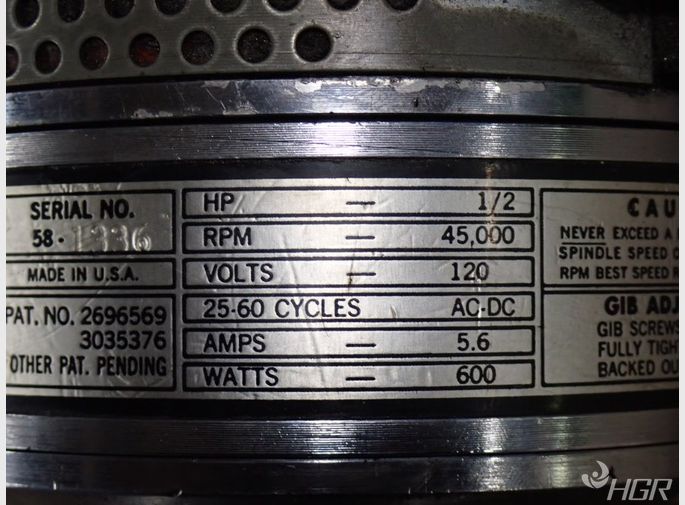 SERIAL NO.
58-1336
MADE IN U.S.A.
PAT. NO. 2696569
3035376
OTHER PAT. PENDING
HP — 1/2
RPM — 45,000
VOLTS — 120
25-60 CYCLES AC-DC
AMPS — 5.6
WATTS — 600
CAU
NEVER EXCEED A
SPINDLE SPEED
RPM BEST SPEED
GIB ADJ
GIB SCREWS
FULLY TIGH
BACKED OU
HGR